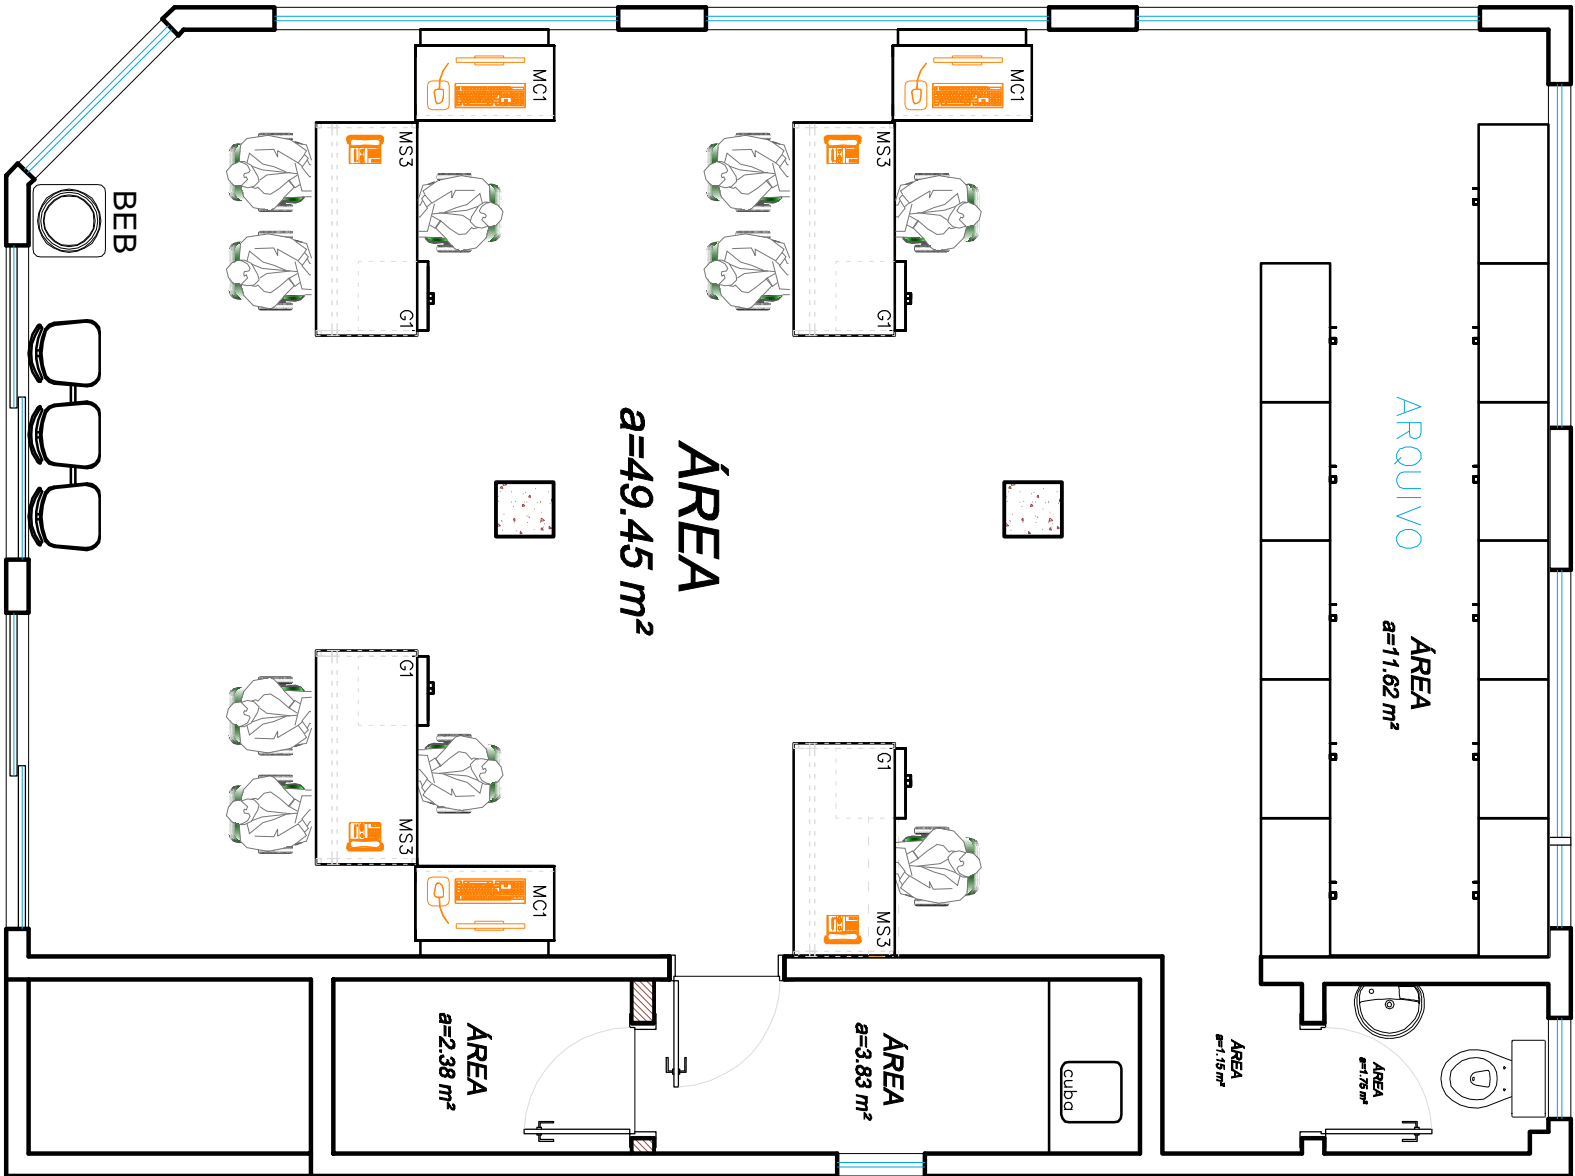 MC1
MC1
MS3
MS3
BEB
G1
G1
ARQUIVO
ÁREA
a=49.45 m²
ÁREA
a=11.62 m²
G1
MS3
MC1
G1
MS3
ÁREA
a=2.38 m²
ÁREA
a=3.83 m²
cuba
ÁREA
a=1.15 m²
ÁREA
a=1.75 m²